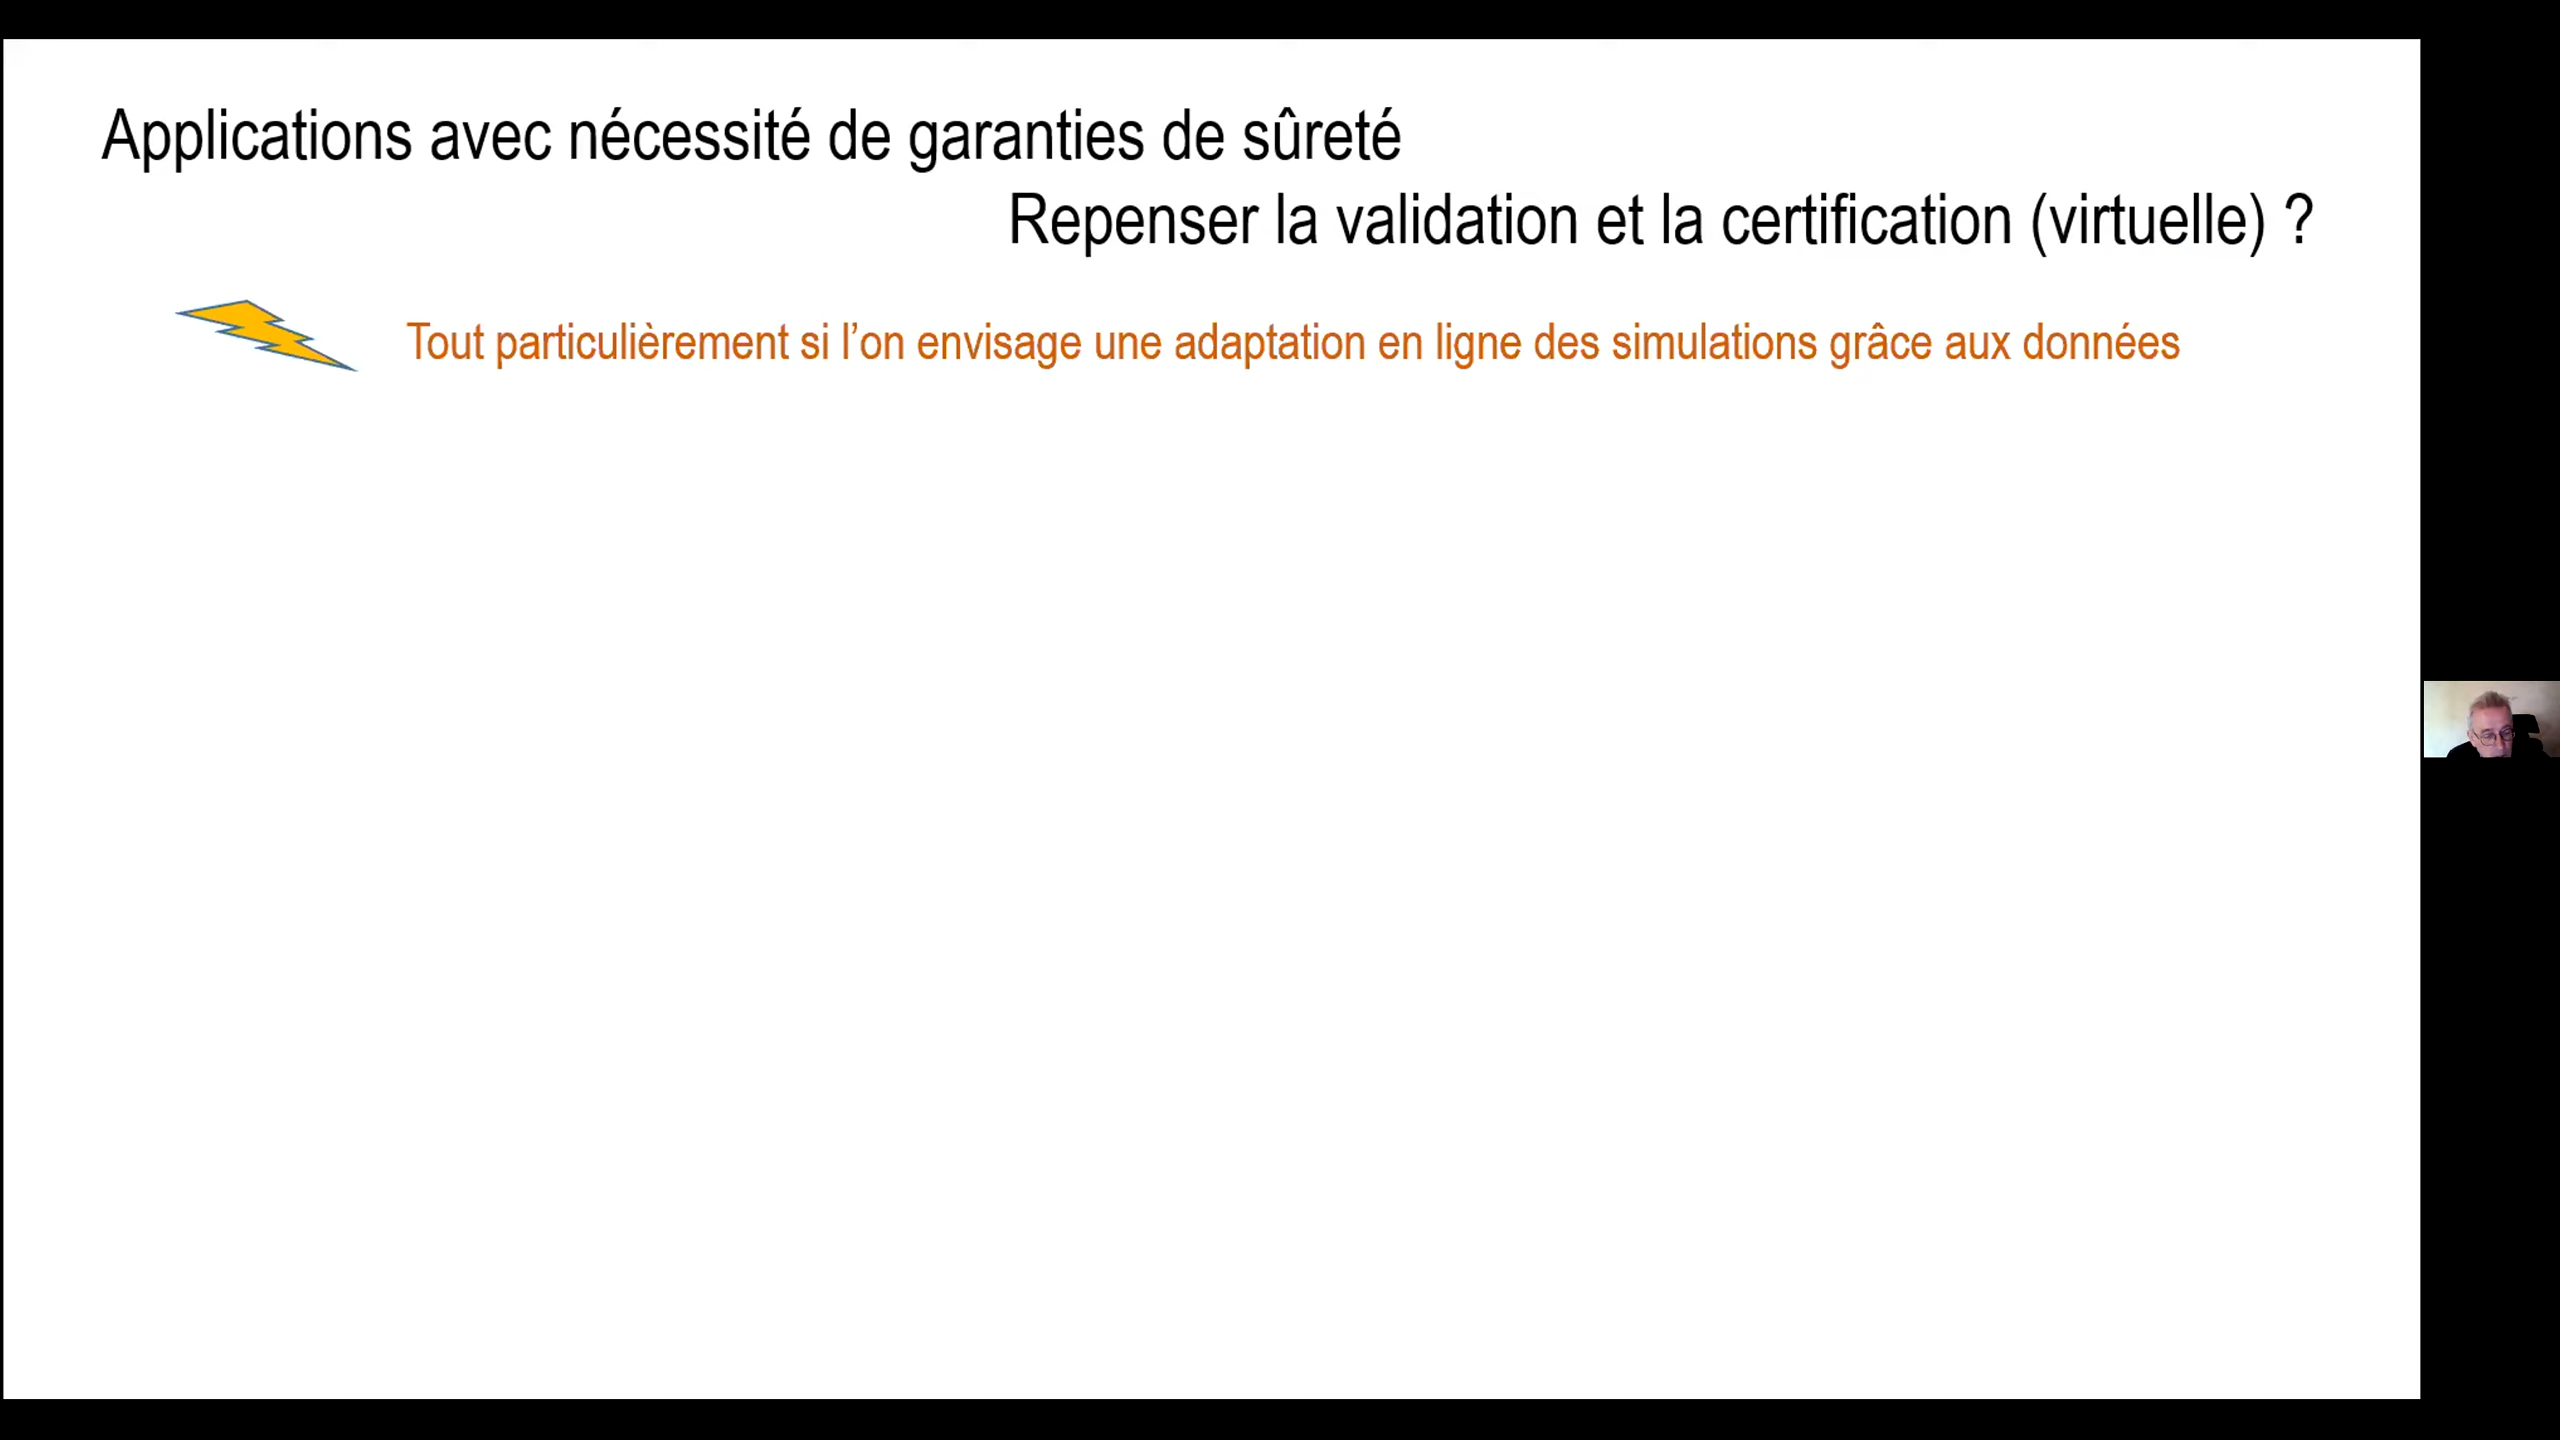 Applications avec nécessité de garanties de sûreté
Repenser la validation et la certification (virtuelle) ?
Tout particulièrement si l’on envisage une adaptation en ligne des simulations grâce aux données